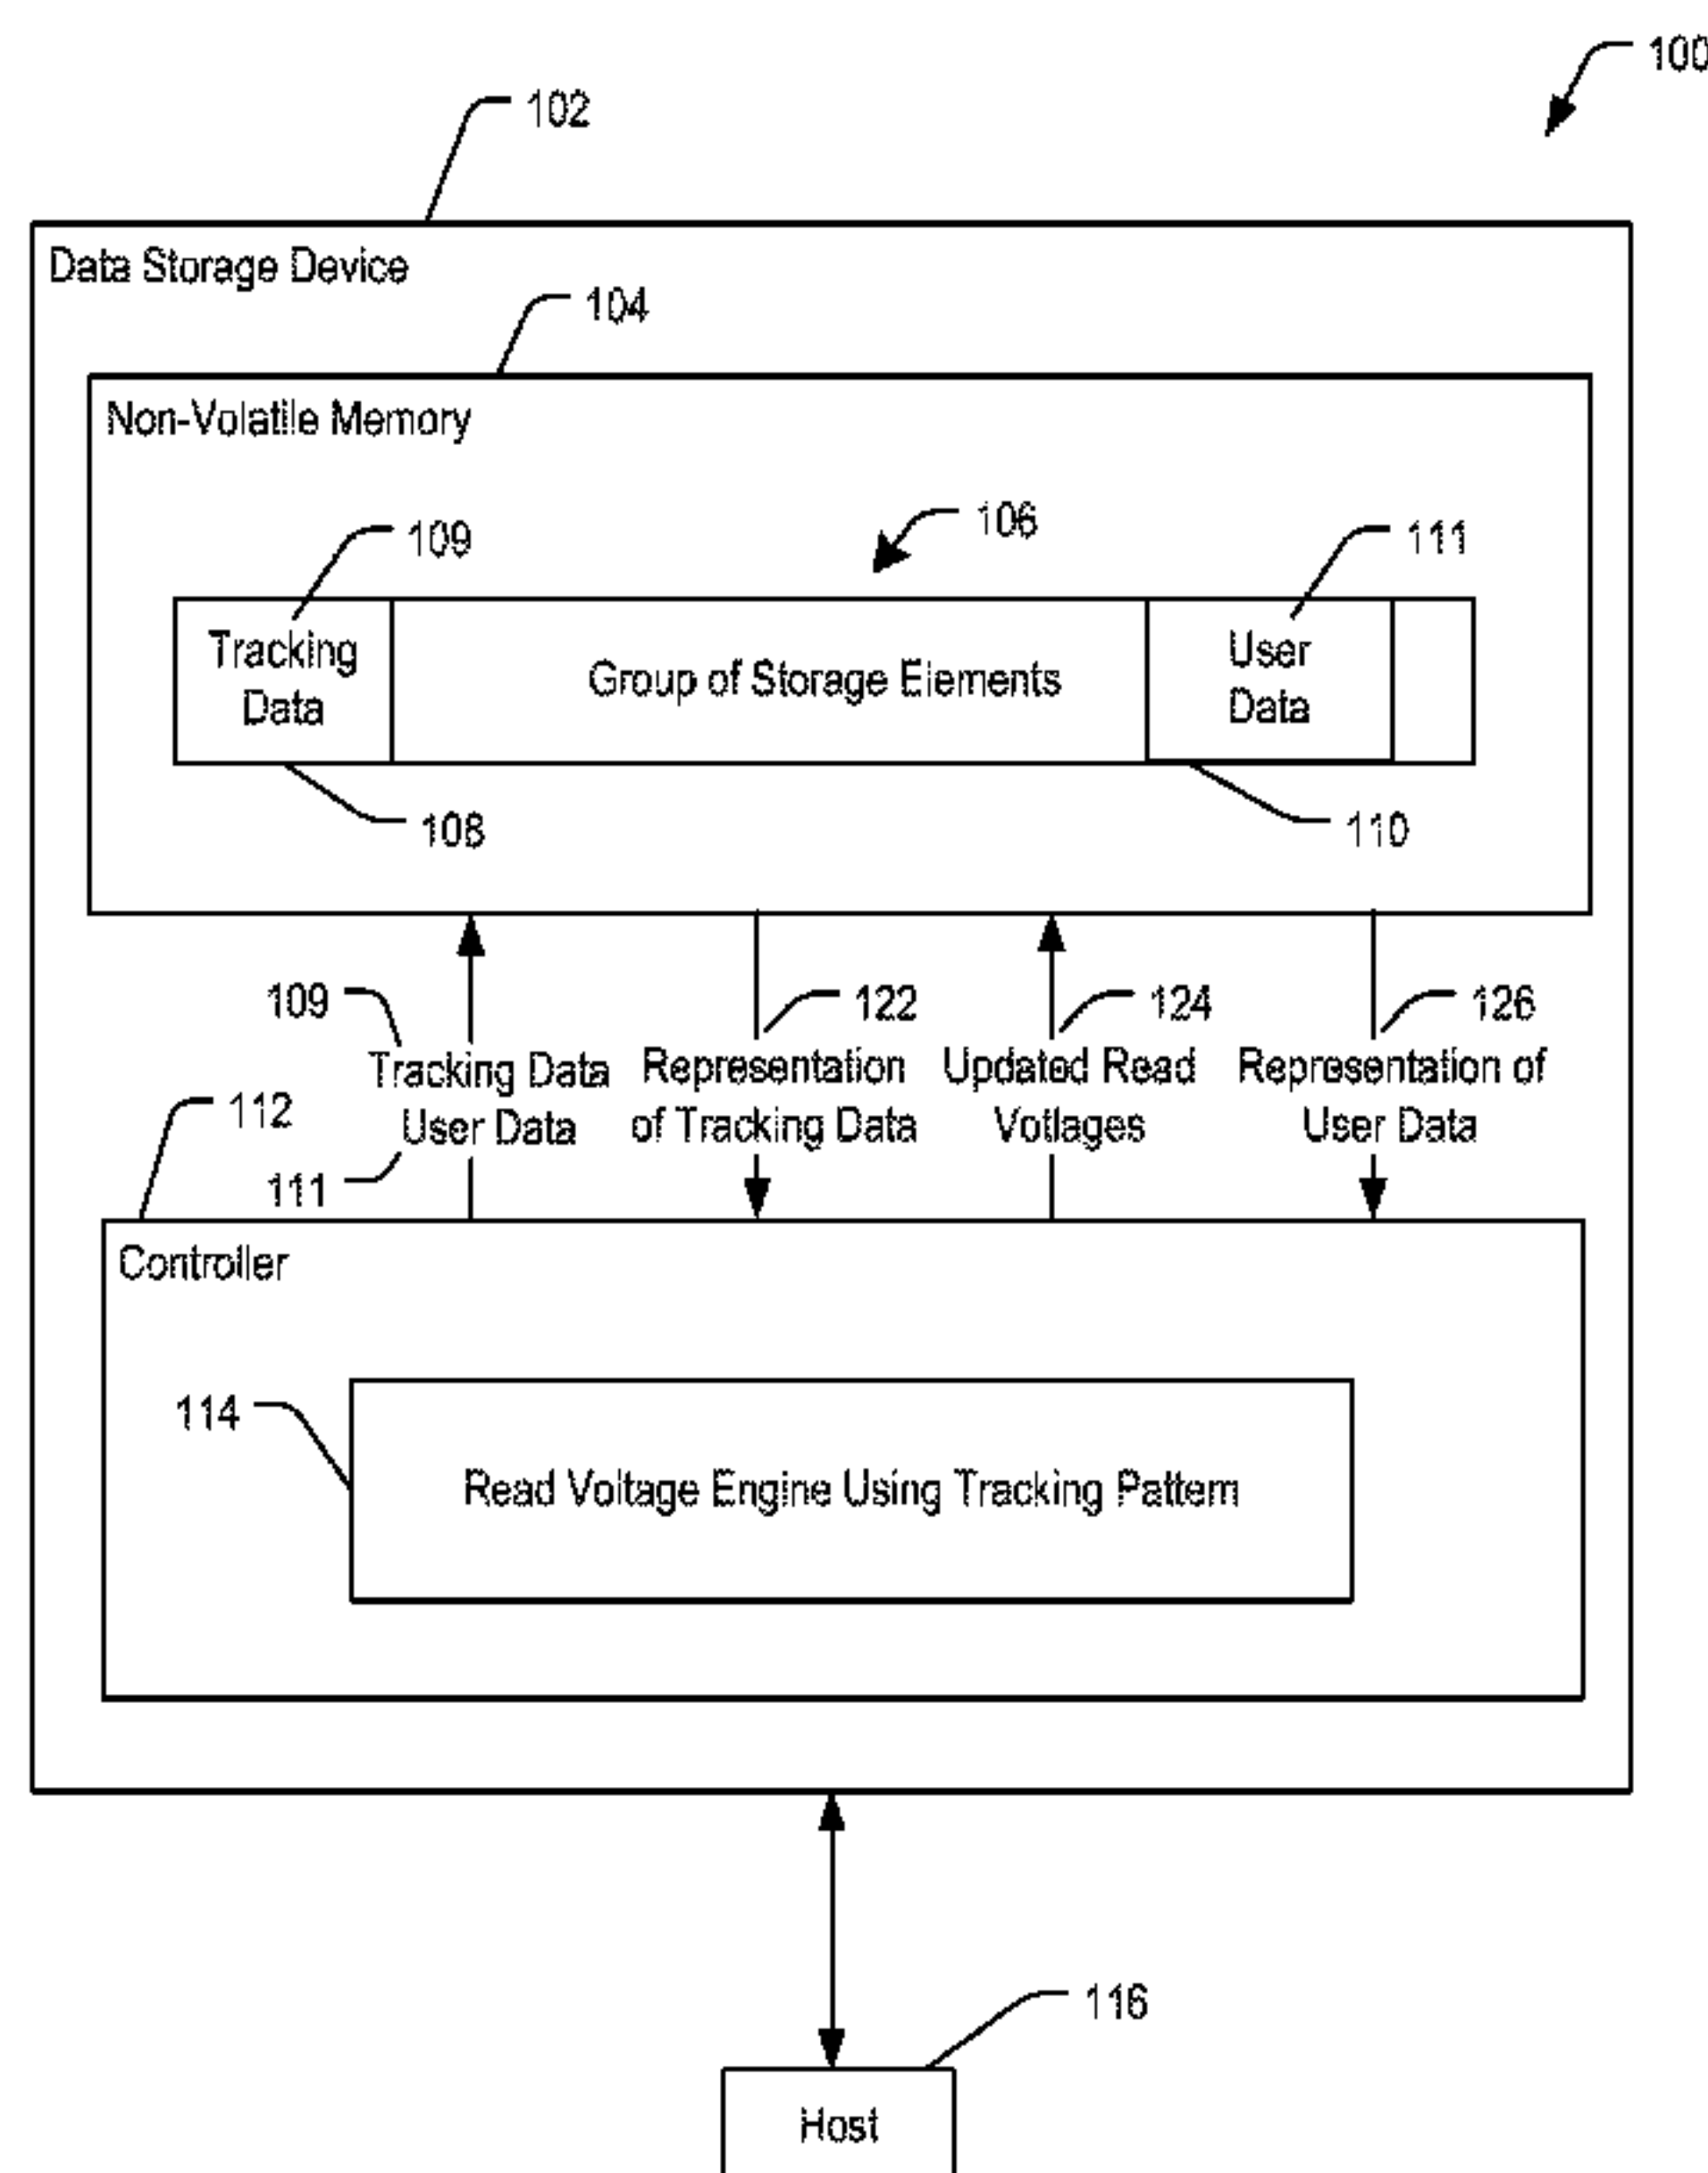 100
102
Data Storage Device
104
Non-Volatile Memory
109
106
111
Tracking
Data
Group of Storage Elements
User
Data
108
110
109
122
124
126
Tracking Data
User Data
Representation
of Tracking Data
Updated Read
Votlages
Representation of
User Data
112
111
Controller
114
Read Voltage Engine Using Tracking Pattern
116
Host